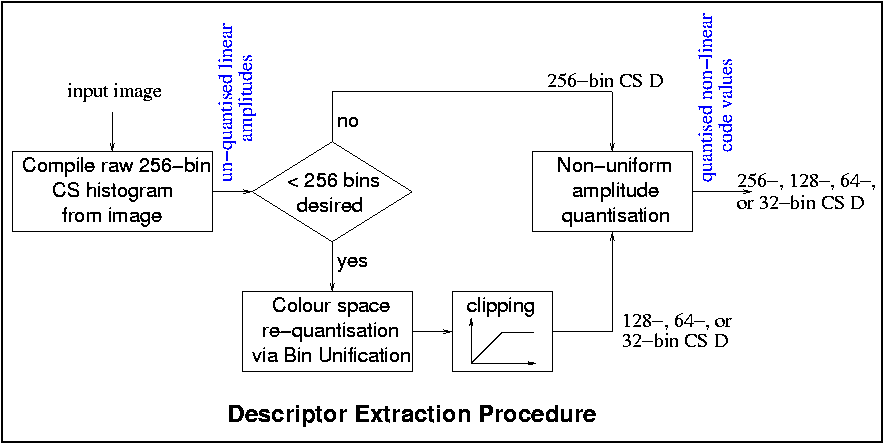 input image
un-quantised linear
amplitudes
Compile raw 256-bin
CS histogram
from image
no
256-bin CS D
< 256 bins
desired
yes
Colour space
re-quantisation
via Bin Unification
clipping
128-, 64-, or
32-bin CS D
Non-uniform
amplitude
quantisation
quantised non-linear
code values
256-, 128-, 64-,
or 32-bin CS D
Descriptor Extraction Procedure